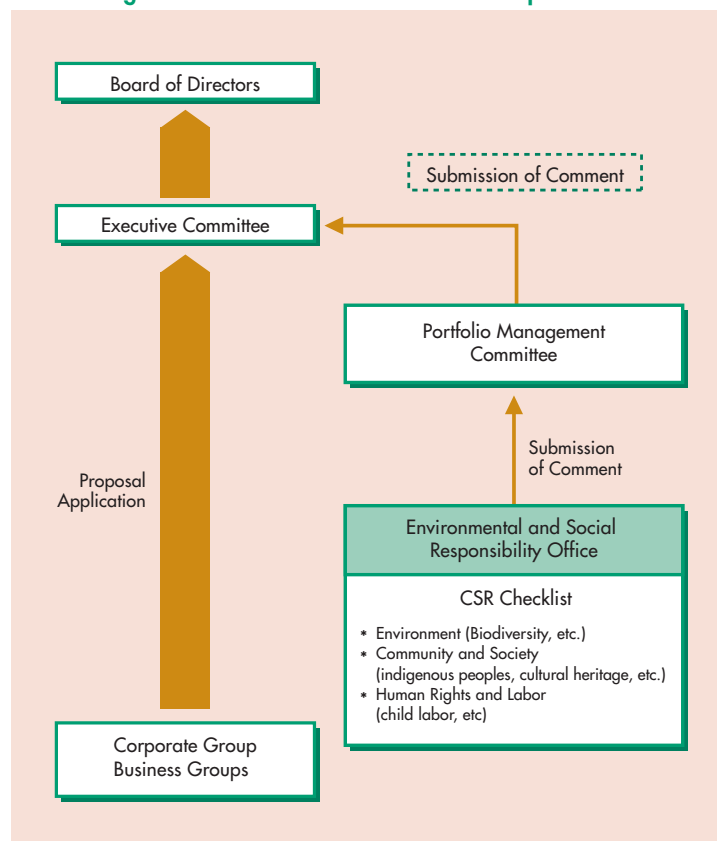 Board of Directors
Submission of Comment
Executive Committee
Portfolio Management
Committee
Submission
of Comment
Proposal
Application
Environmental and Social
Responsibility Office
CSR Checklist
* Environment (Biodiversity, etc.)
* Community and Society
(indigenous peoples, cultural heritage, etc.)
* Human Rights and Labor
(child labor, etc)
Corporate Group
Business Groups